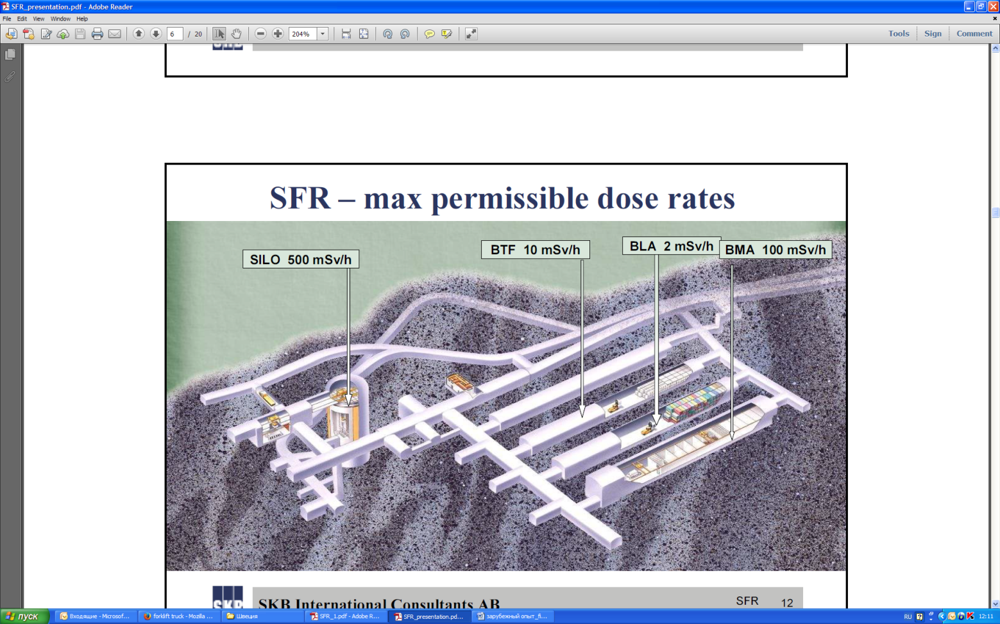 SFR_presentation.pdf - Adobe Reader
File Edit View Window Help
6 / 20 204% Tools Sign Comment
SFR – max permissible dose rates
SILO 500 mSv/h
BTF 10 mSv/h
BLA 2 mSv/h
BMA 100 mSv/h
SKB International Consultants AB
SFR 12
пуск Входящие - Microsof... forklift truck - Mozilla ... Швеция SFR_1.pdf - Adobe R... SFR_presentation.pd... зарубежный опыт_fi... RU 12:11